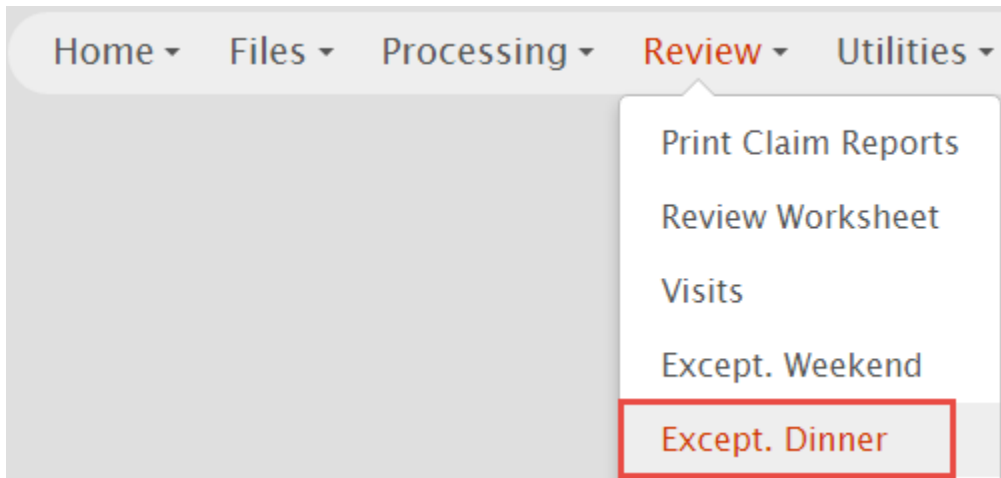 Home Files Processing Review Utilities
Print Claim Reports
Review Worksheet
Visits
Except. Weekend
Except. Dinner